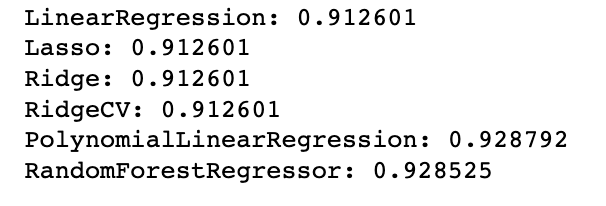 LinearRegression: 0.912601
Lasso: 0.912601
Ridge: 0.912601
RidgeCV: 0.912601
PolynomialLinearRegression: 0.928792
RandomForestRegressor: 0.928525